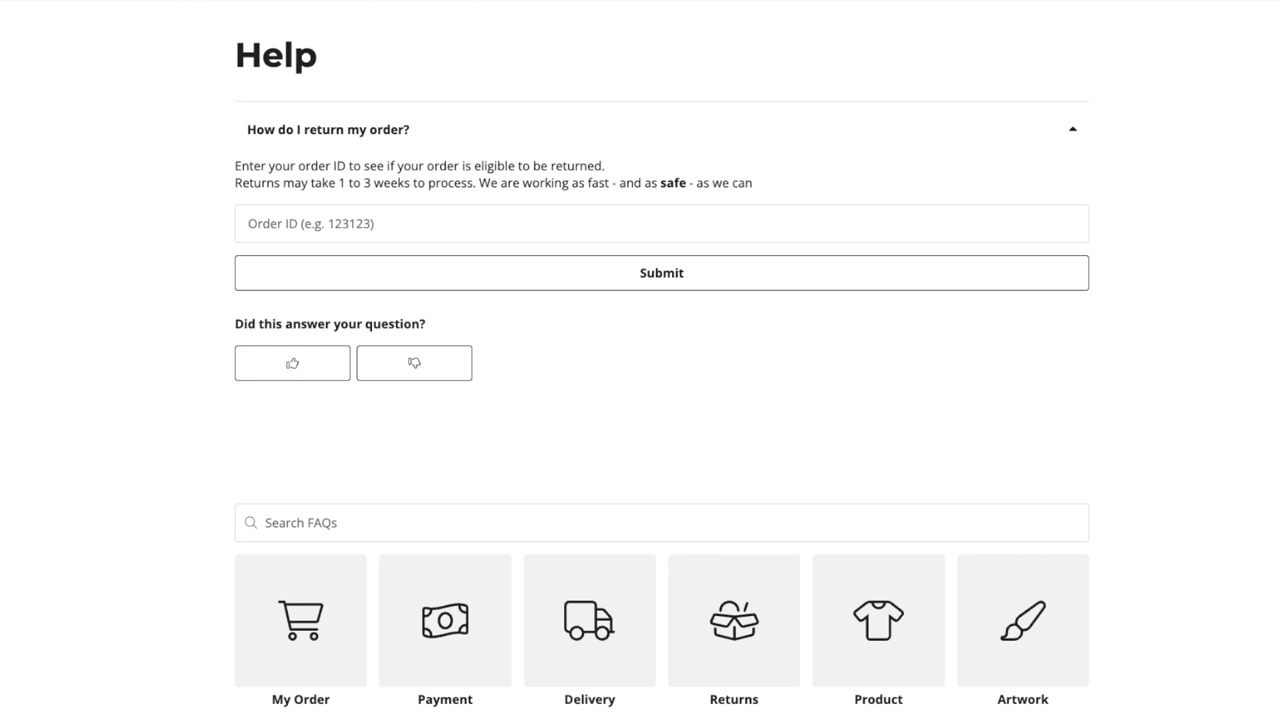 Help
How do I return my order?
Enter your order ID to see if your order is eligible to be returned.
Returns may take 1 to 3 weeks to process. We are working as fast - and as safe - as we can
Order ID (e.g. 123123)
Submit
Did this answer your question?
Search FAQs
My Order
Payment
Delivery
Returns
Product
Artwork